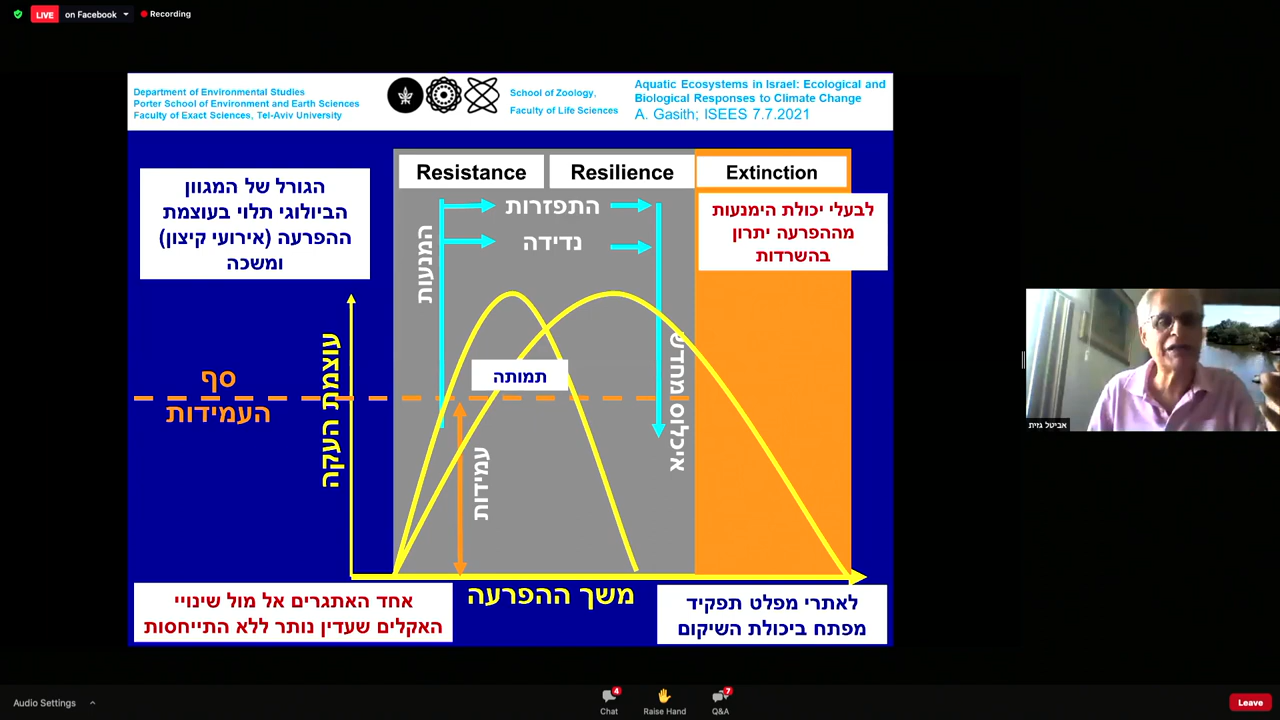 LIVE on Facebook Recording
Department of Environmental Studies
Porter School of Environment and Earth Sciences
Faculty of Exact Sciences, Tel-Aviv University
School of Zoology,
Faculty of Life Sciences
Aquatic Ecosystems in Israel: Ecological and
Biological Responses to Climate Change
A. Gasith; ISEES 7.7.2021
Resistance
Resilience
Extinction
הגורל של המגוון
הביולוגי תלוי בעוצמת
ההפרעה (אירועי קיצון)
ומשכה
התפזרות
נדידה
המנעות
לבעלי יכולת הימנעות
מההפרעה יתרון
בהשרדות
סף
העמידות
עוצמת העקה
תמותה
עמידות
איכלוס מחדש
אביטל גזית
משך ההפרעה
אחד האתגרים אל מול שינויי
האקלים שעדין נותר ללא התייחסות
לאתרי מפלט תפקיד
מפתח ביכולת השיקום
Audio Settings
4
Chat
Raise Hand
7
Q&A
Leave